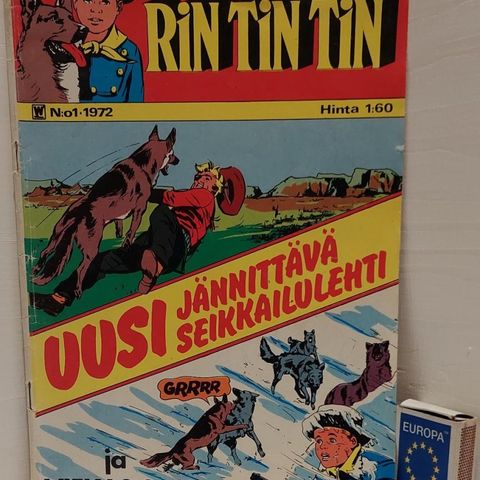 RIN TIN TIN
W N:o1·1972 Hinta 1:60
UUSI JÄNNITTÄVÄ
SEIKKAILULEHTI
GRRRR
ja
EUROPA